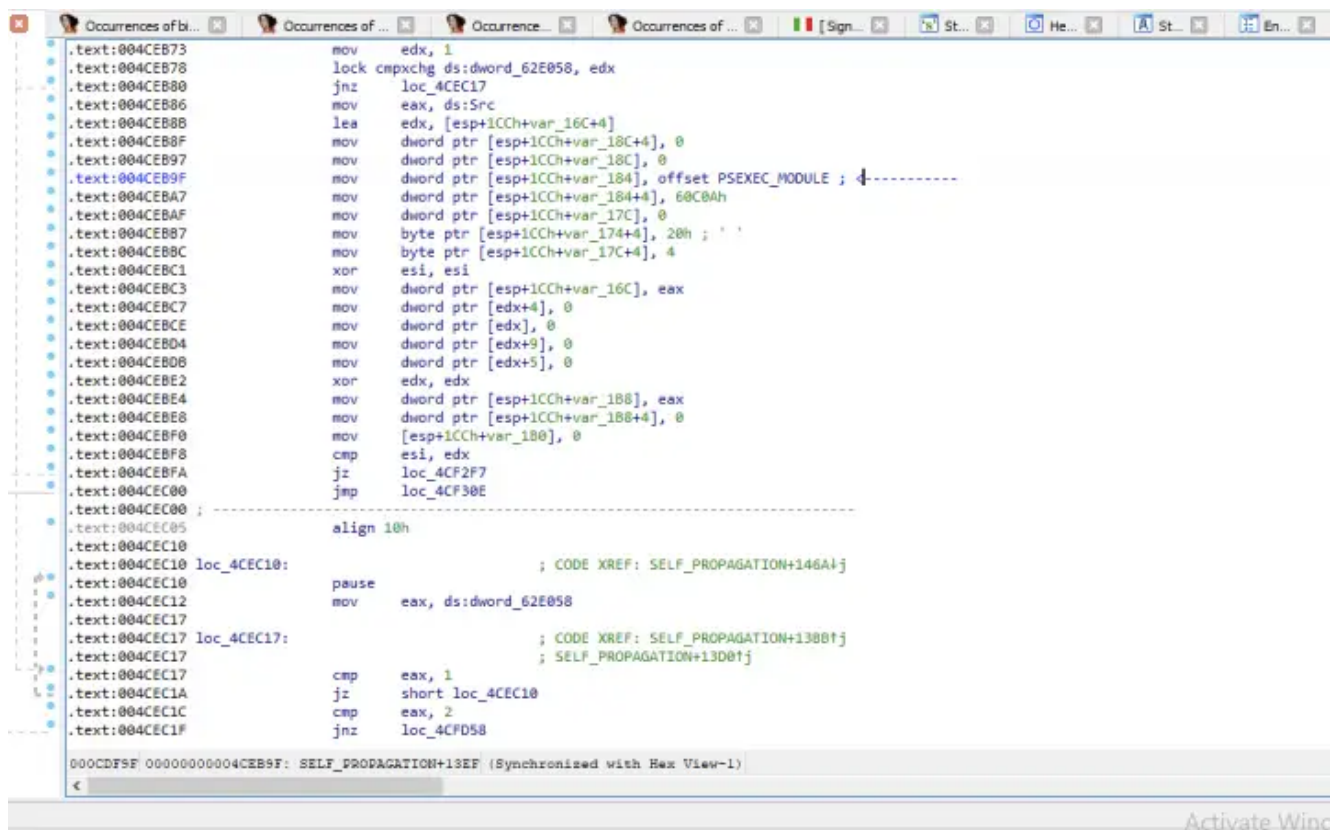 Occurrences of bi... Occurrences of ... Occurrence... Occurrences of ... [ Sign... St... He... St... En...
.text:004CEB73 mov edx, 1
.text:004CEB78 lock cmpxchg ds:dword_62E058, edx
.text:004CEB80 jnz loc_4CEC17
.text:004CEB86 mov eax, ds:Src
.text:004CEB8B lea edx, [esp+1CCh+var_16C+4]
.text:004CEB8F mov dword ptr [esp+1CCh+var_18C+4], 0
.text:004CEB97 mov dword ptr [esp+1CCh+var_18C], 0
.text:004CEB9F mov dword ptr [esp+1CCh+var_184], offset PSEXEC_MODULE ; <-----------
.text:004CEBA7 mov dword ptr [esp+1CCh+var_184+4], 60C0Ah
.text:004CEBAF mov dword ptr [esp+1CCh+var_17C], 0
.text:004CEBB7 mov byte ptr [esp+1CCh+var_174+4], 20h ; ' '
.text:004CEBBC mov byte ptr [esp+1CCh+var_17C+4], 4
.text:004CEBC1 xor esi, esi
.text:004CEBC3 mov dword ptr [esp+1CCh+var_16C], eax
.text:004CEBC7 mov dword ptr [edx+4], 0
.text:004CEBCE mov dword ptr [edx], 0
.text:004CEBD4 mov dword ptr [edx+9], 0
.text:004CEBDB mov dword ptr [edx+5], 0
.text:004CEBE2 xor edx, edx
.text:004CEBE4 mov dword ptr [esp+1CCh+var_1B8], eax
.text:004CEBE8 mov dword ptr [esp+1CCh+var_1B8+4], 0
.text:004CEBF0 mov [esp+1CCh+var_1B0], 0
.text:004CEBF8 cmp esi, edx
.text:004CEBFA jz loc_4CF2F7
.text:004CEC00 jmp loc_4CF30E
.text:004CEC00 ; ---------------------------------------------------------------------------
.text:004CEC05 align 10h
.text:004CEC10
.text:004CEC10 loc_4CEC10: ; CODE XREF: SELF_PROPAGATION+146A↓j
.text:004CEC10 pause
.text:004CEC12 mov eax, ds:dword_62E058
.text:004CEC17
.text:004CEC17 loc_4CEC17: ; CODE XREF: SELF_PROPAGATION+13BB↑j
.text:004CEC17 ; SELF_PROPAGATION+13D0↑j
.text:004CEC17 cmp eax, 1
.text:004CEC1A jz short loc_4CEC10
.text:004CEC1C cmp eax, 2
.text:004CEC1F jnz loc_4CFD58
000CDF9F 00000000004CEB9F: SELF_PROPAGATION+13EF (Synchronized with Hex View-1)
Activate Wind